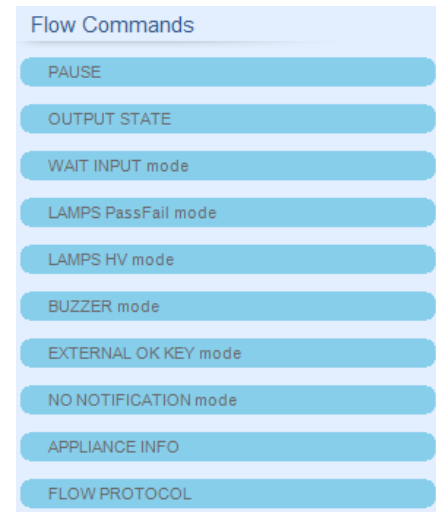 Flow Commands
PAUSE
OUTPUT STATE
WAIT INPUT mode
LAMPS PassFail mode
LAMPS HV mode
BUZZER mode
EXTERNAL OK KEY mode
NO NOTIFICATION mode
APPLIANCE INFO
FLOW PROTOCOL